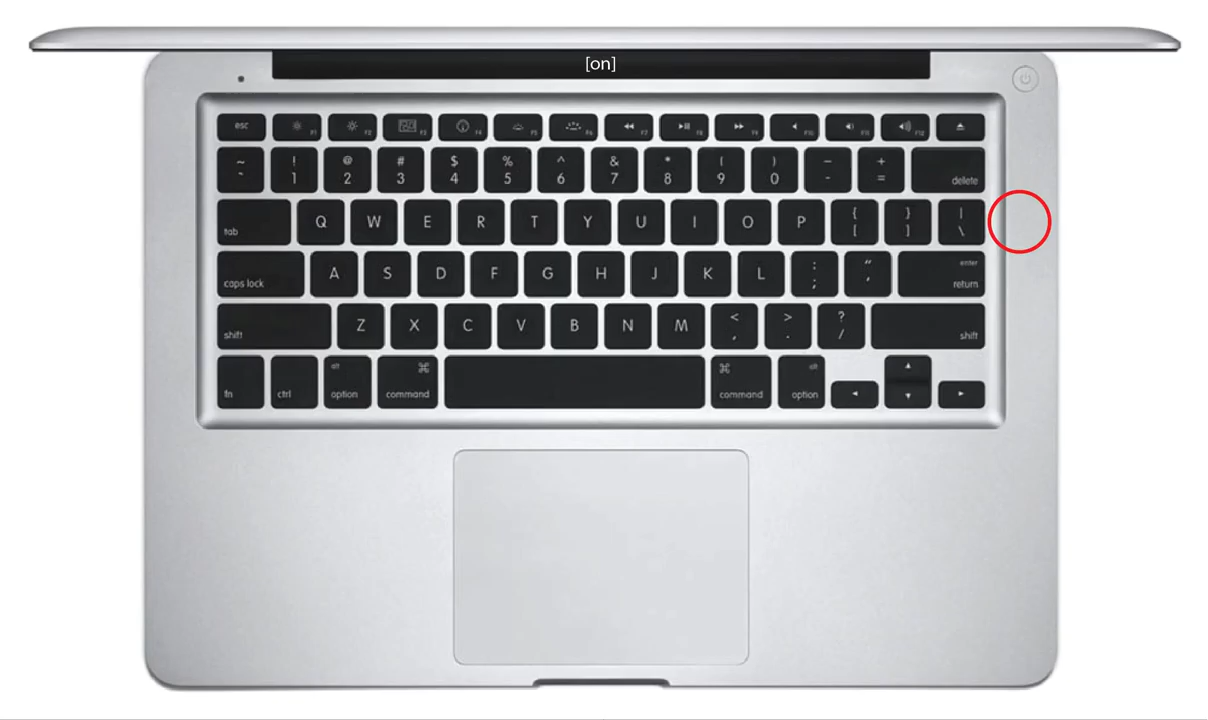 [on]
esc F1 F2 F3 F4 F5 F6 F7 F8 F9 F10 F11 F12
~ ! @ # $ % ^ & * ( ) – +
` 1 2 3 4 5 6 7 8 9 0 - = delete
tab Q W E R T Y U I O P { [ } ] | \
caps lock A S D F G H J K L : ; " ' enter return
shift Z X C V B N M < , > . ? / shift
fn ctrl alt option ⌘ command ⌘ command alt option ◄ ▲ ▼ ►